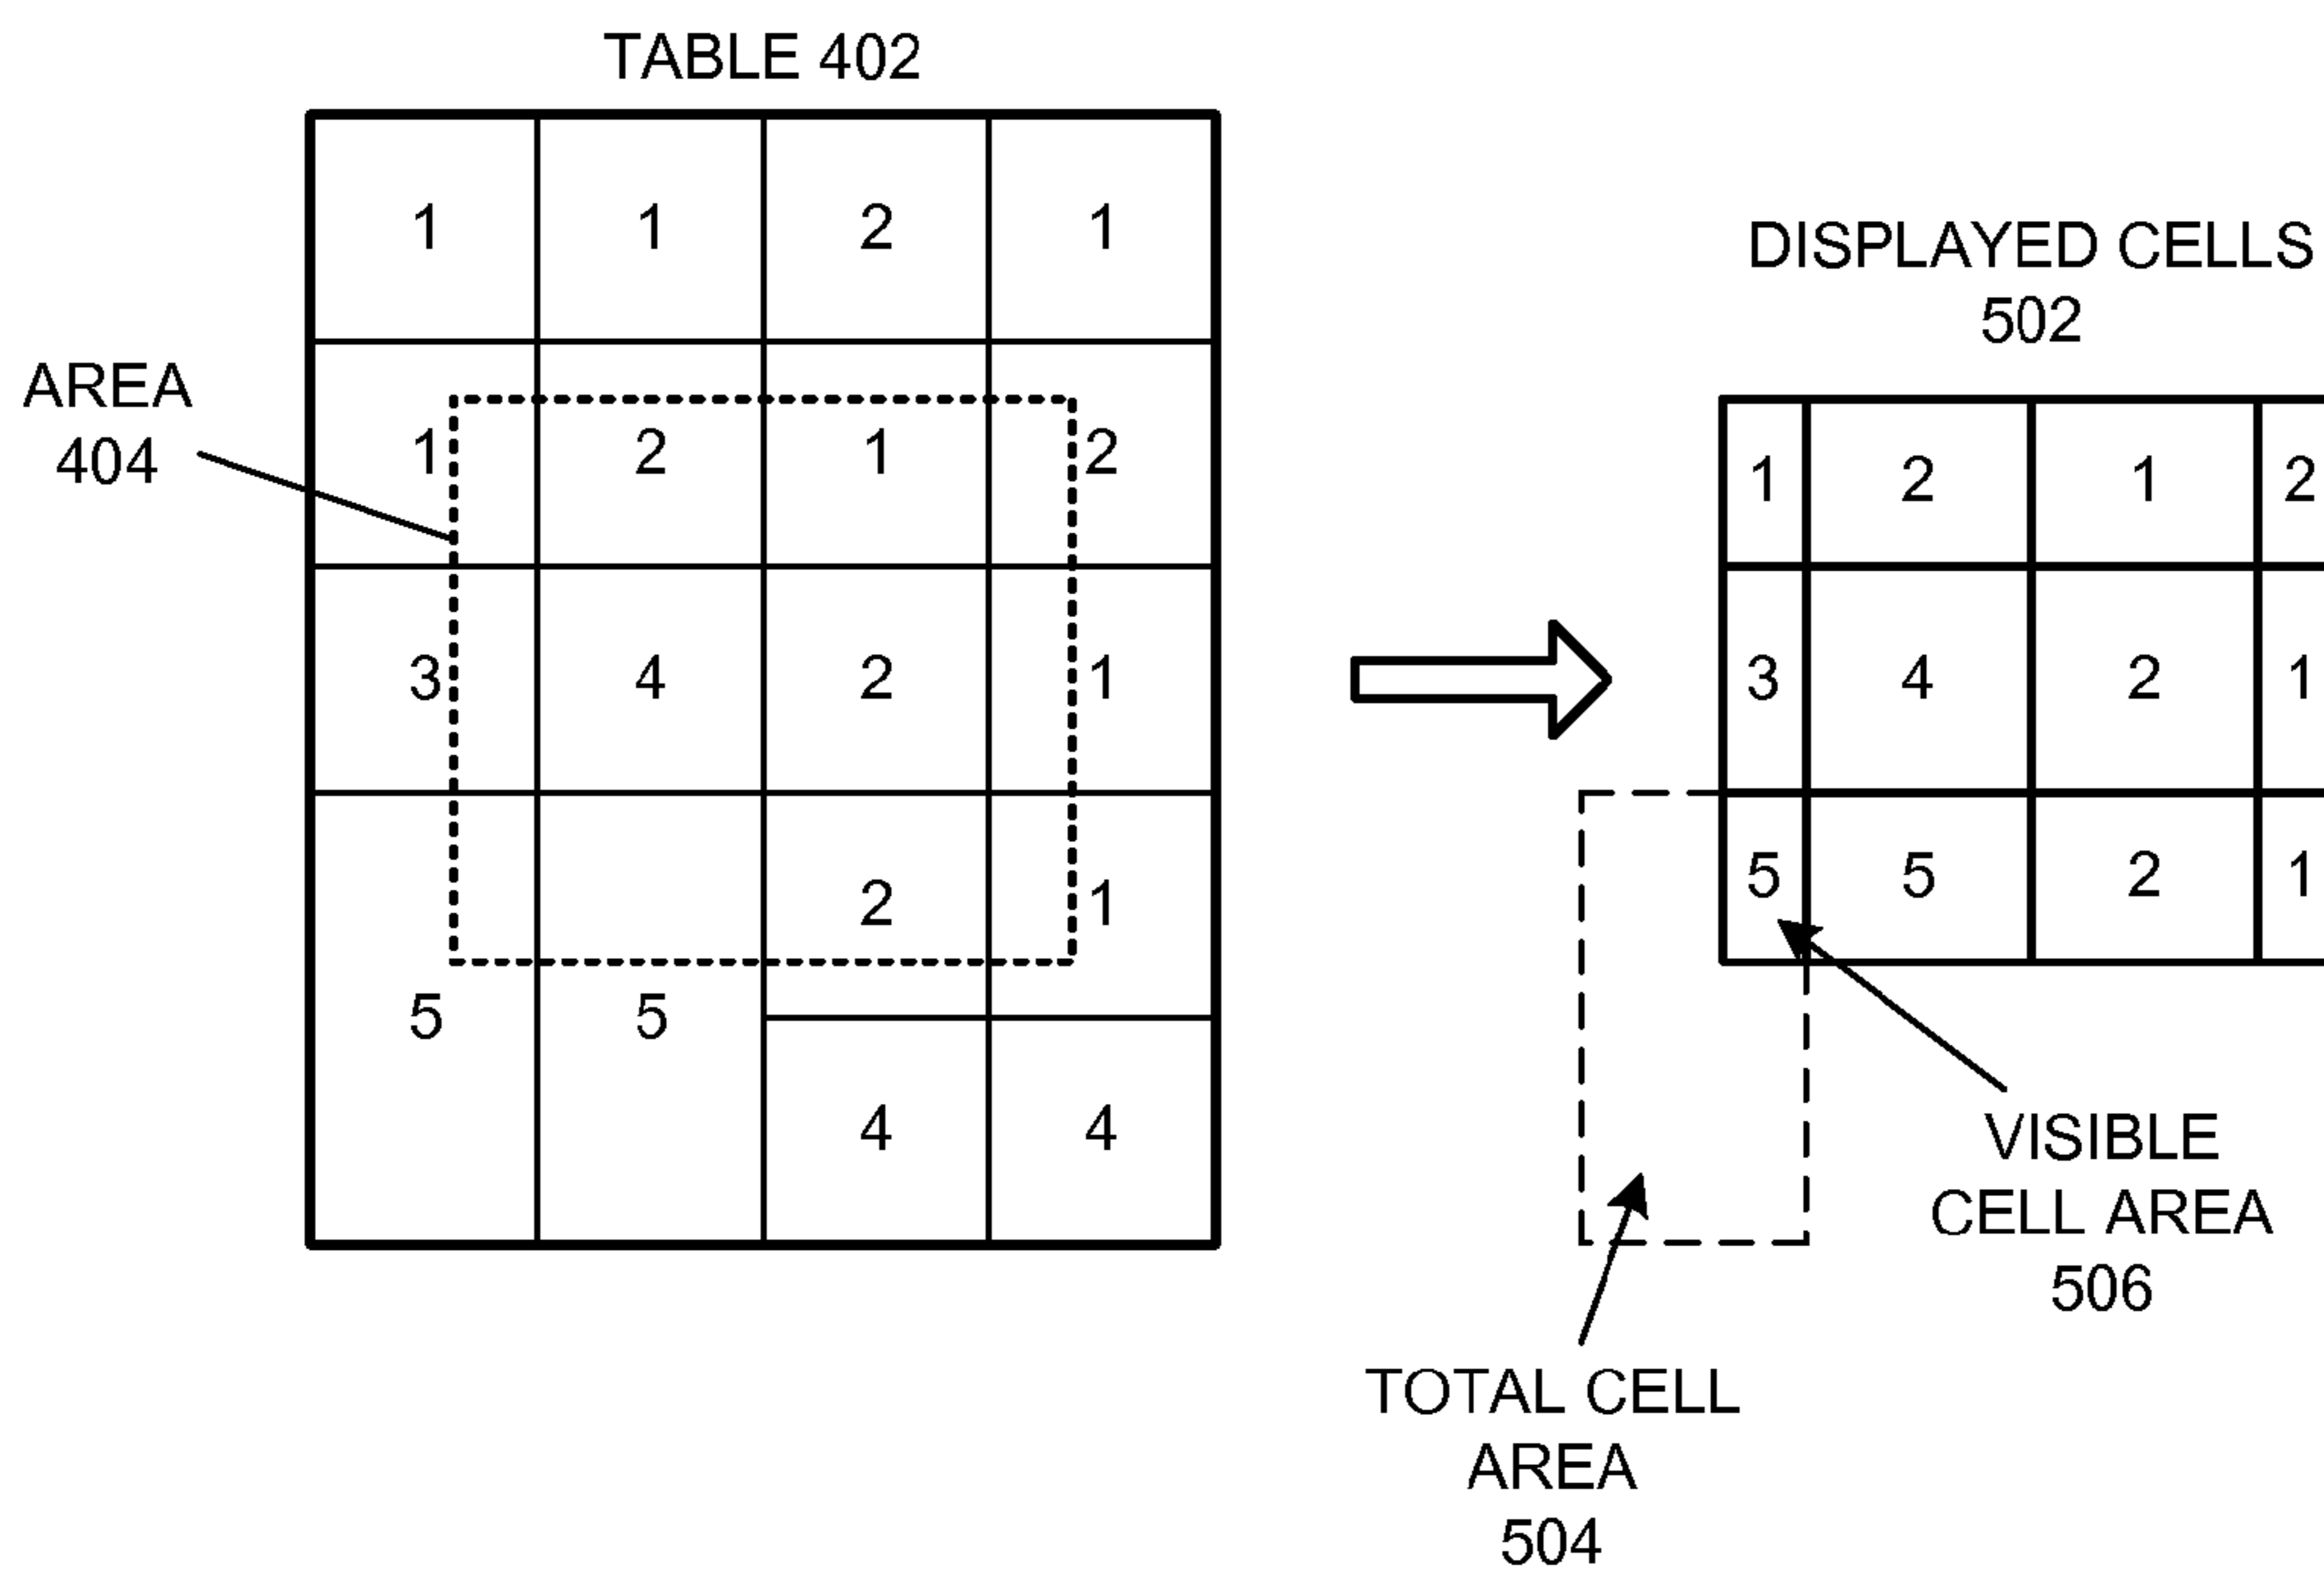 TABLE 402
1 1 2 1
AREA
404
1 2 1 2
3 4 2 1
2 1
5 5
4 4
DISPLAYED CELLS
502
1 2 1 2
3 4 2 1
5 5 2 1
VISIBLE
CELL AREA
506
TOTAL CELL
AREA
504